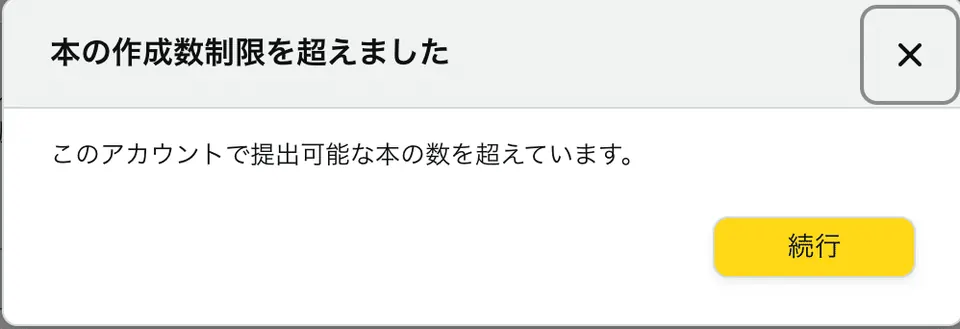 本の作成数制限を超えました
このアカウントで提出可能な本の数を超えています。
続行